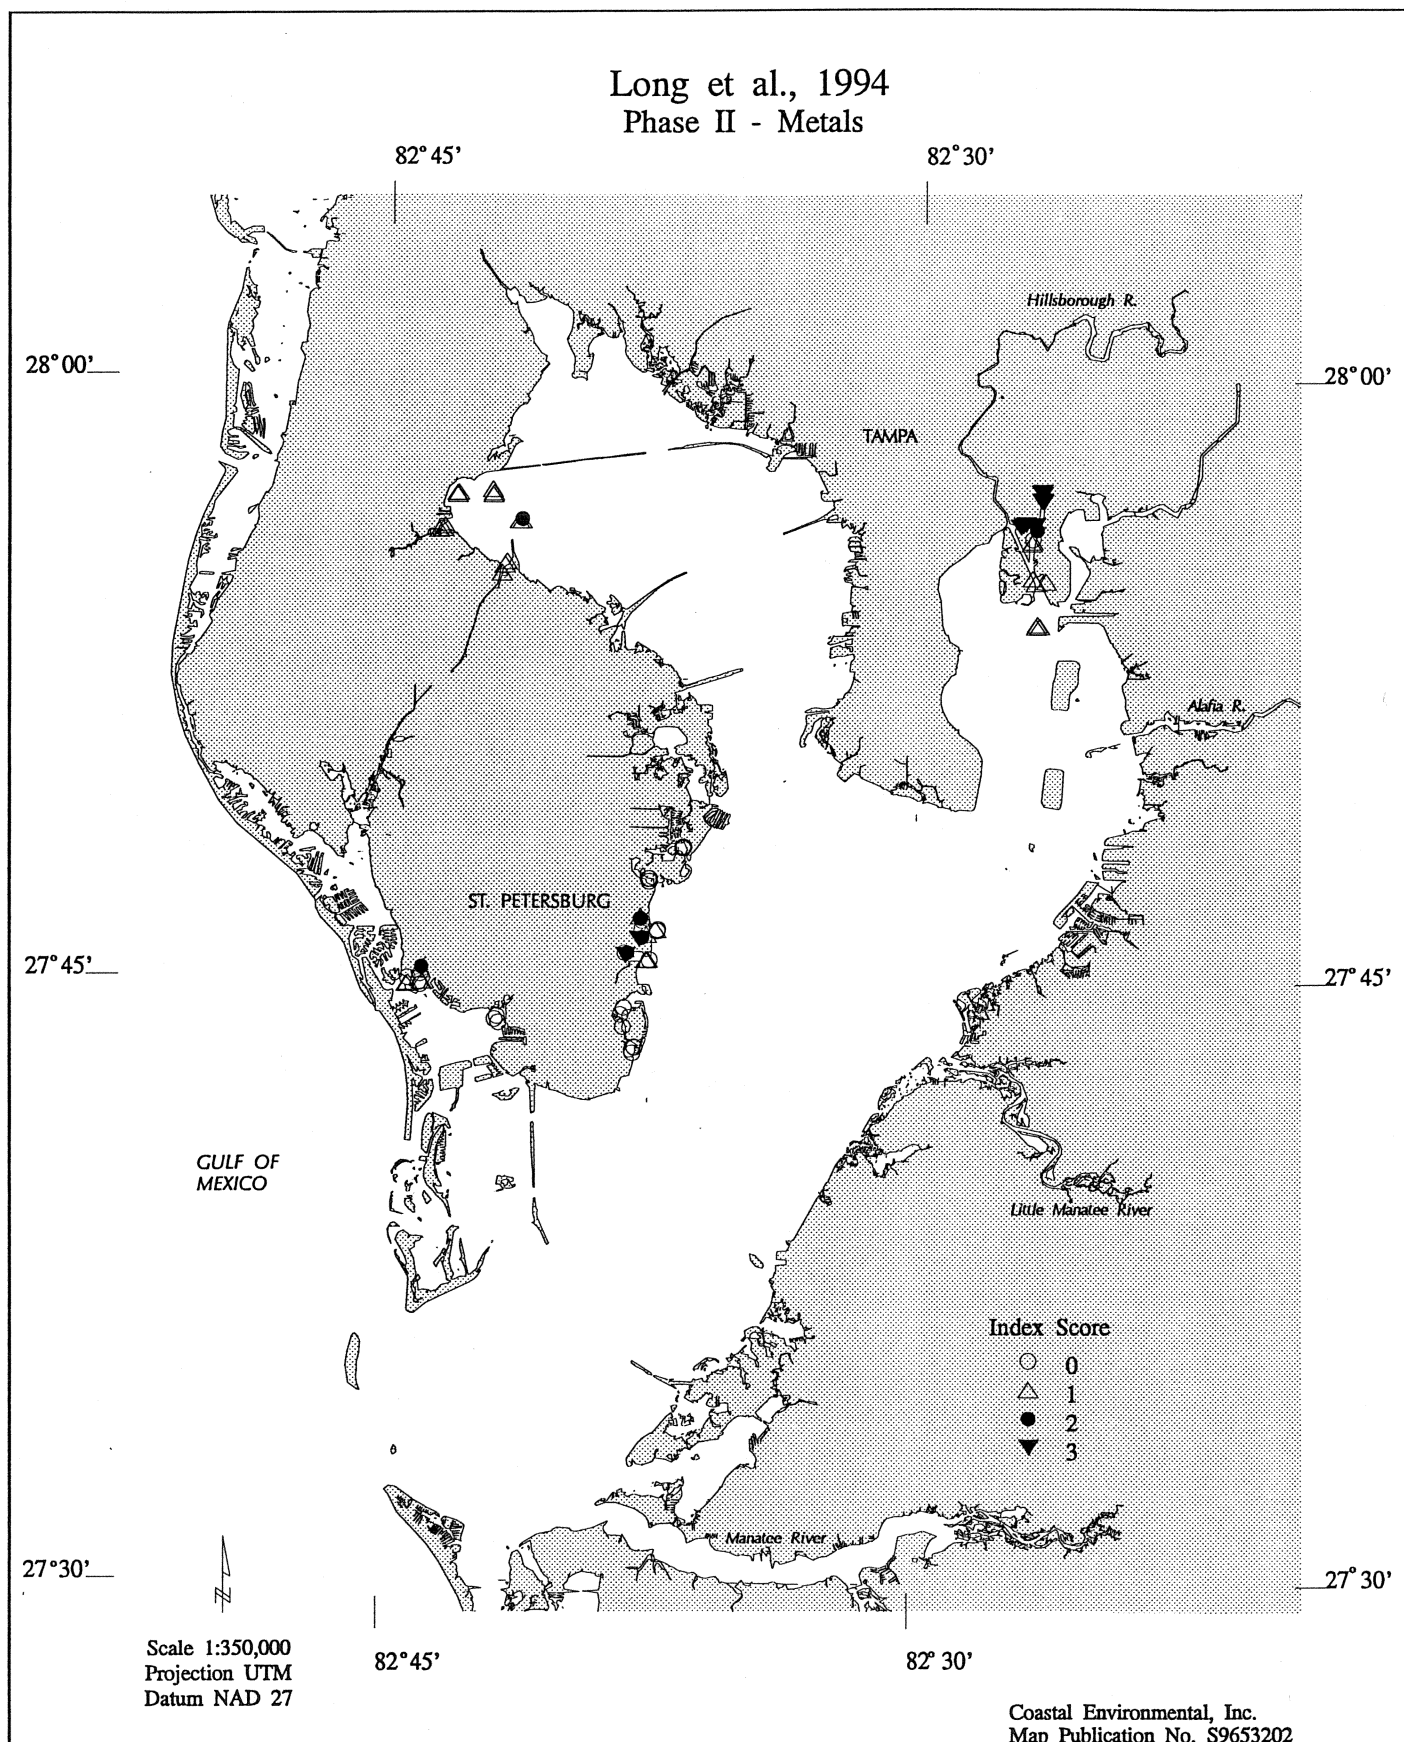 Long et al., 1994
Phase II - Metals
82°45'
82°30'
Hillsborough R.
28°00'
28°00'
TAMPA
Alafia R.
ST. PETERSBURG
27°45'
27°45'
GULF OF
MEXICO
Little Manatee River
Index Score
0
1
2
3
Manatee River
27°30'
27°30'
Scale 1:350,000
Projection UTM
Datum NAD 27
82°45'
82°30'
Coastal Environmental, Inc.
Map Publication No. S9653202